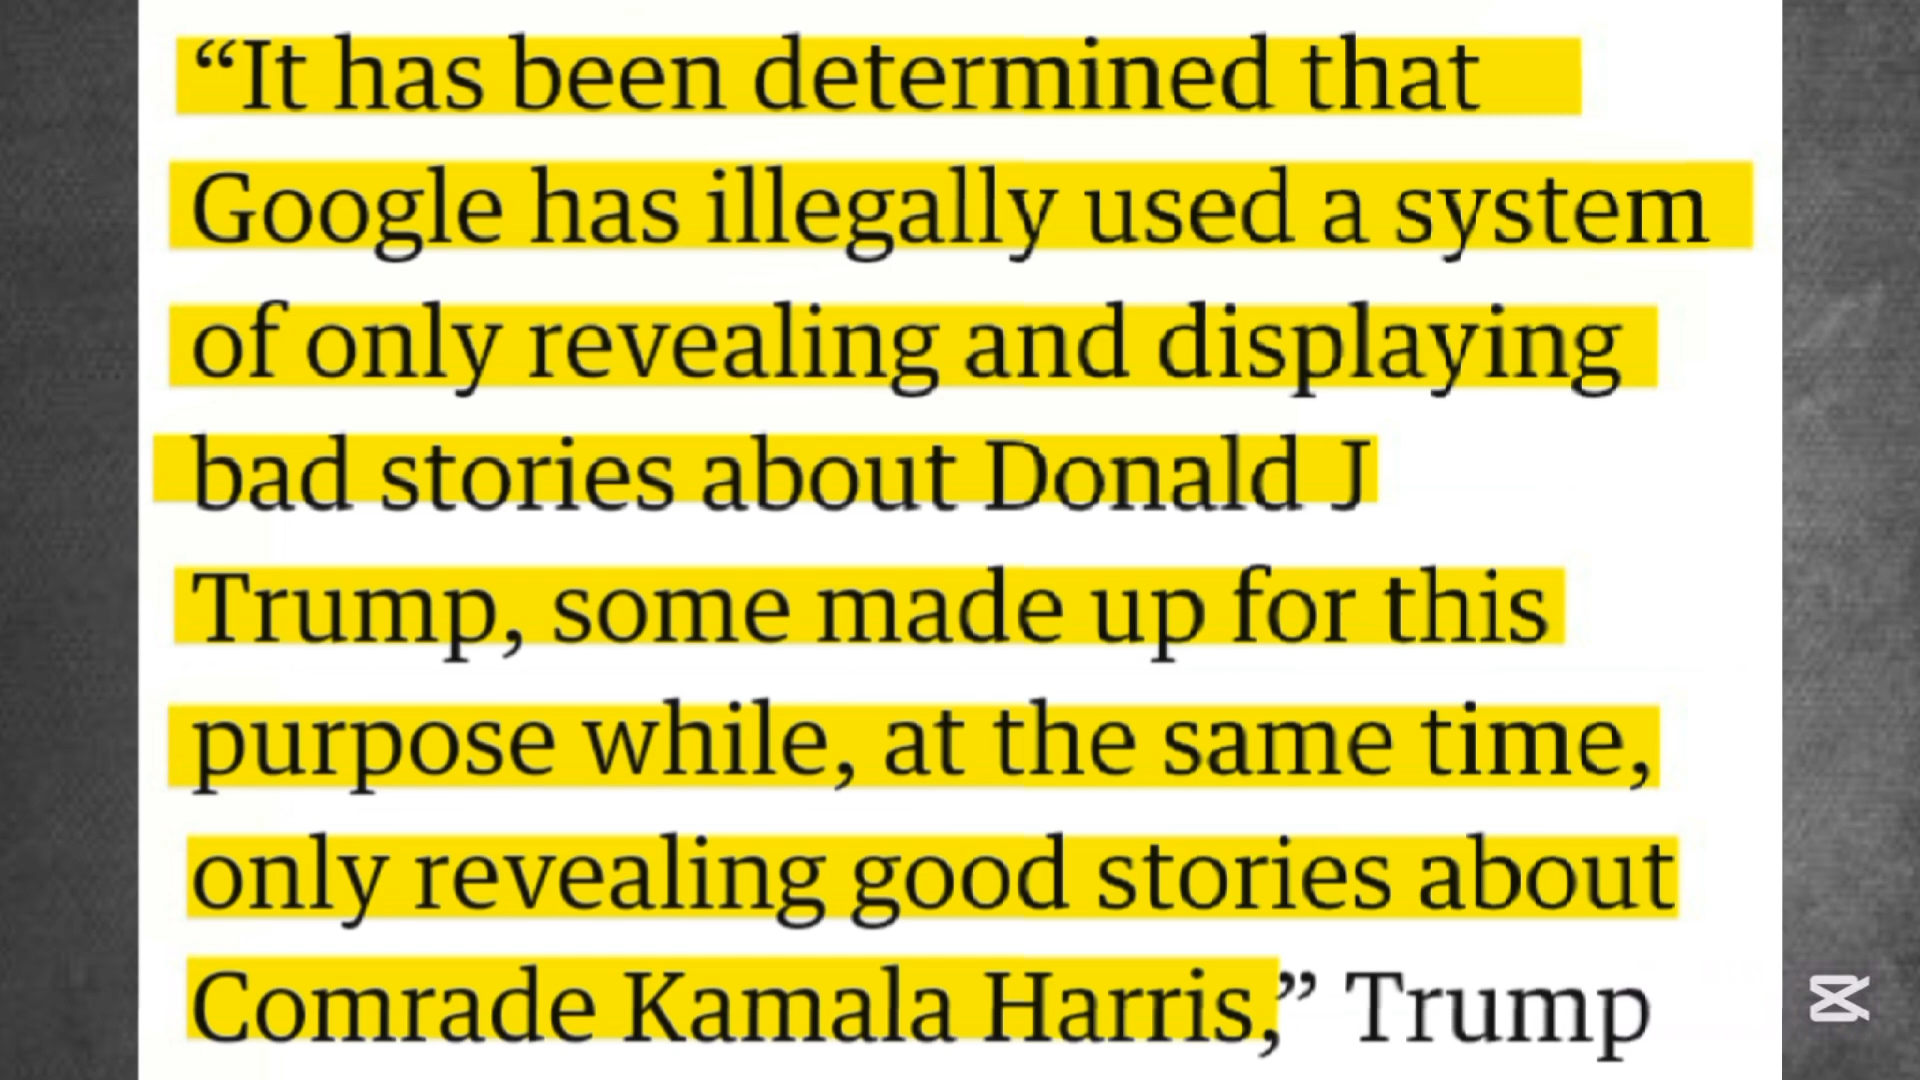 “It has been determined that
Google has illegally used a system
of only revealing and displaying
bad stories about Donald J
Trump, some made up for this
purpose while, at the same time,
only revealing good stories about
Comrade Kamala Harris,” Trump